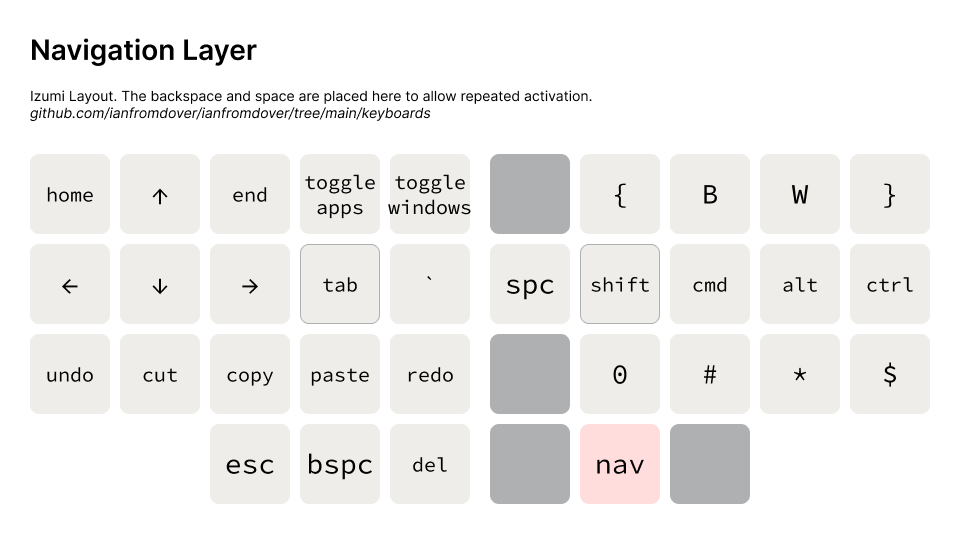 Navigation Layer
Izumi Layout. The backspace and space are placed here to allow repeated activation.
github.com/ianfromdover/ianfromdover/tree/main/keyboards
home ↑ end toggle apps toggle windows { B W }
← ↓ → tab ` spc shift cmd alt ctrl
undo cut copy paste redo 0 # * $
esc bspc del nav